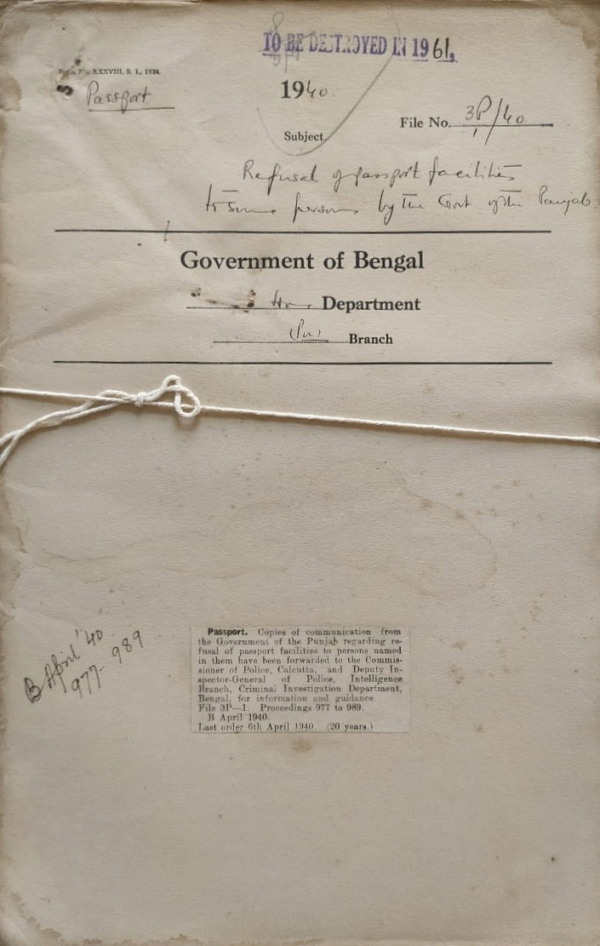 TO BE DESTROYED IN 1961.
XXXVIII, S. I., 1924.
Passport
1940.
File No. 3P/1/40
Subject
Refusal of passport facilities
to some persons by the Govt of the Punjab.
Government of Bengal
Department
Branch
B April '40
977-989
Passport. Copies of communication from
the Government of the Punjab regarding re-
fusal of passport facilities to persons named
in them have been forwarded to the Commis-
sioner of Police, Calcutta, and Deputy In-
spector-General of Police, Intelligence
Branch, Criminal Investigation Department,
Bengal, for information and guidance.
File 3P—1. Proceedings 977 to 989.
B April 1940.
Last order 6th April 1940. (20 years.)